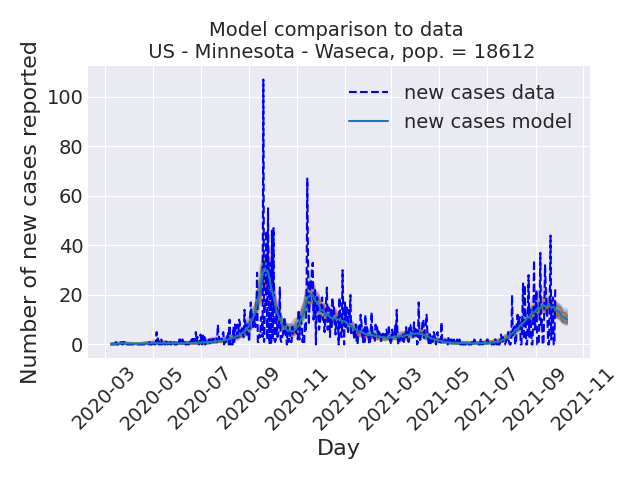 Model comparison to data
US - Minnesota - Waseca, pop. = 18612
Number of new cases reported
100
80
60
40
20
0
new cases data
new cases model
2020-03
2020-05
2020-07
2020-09
2020-11
2021-01
2021-03
2021-05
2021-07
2021-09
2021-11
Day